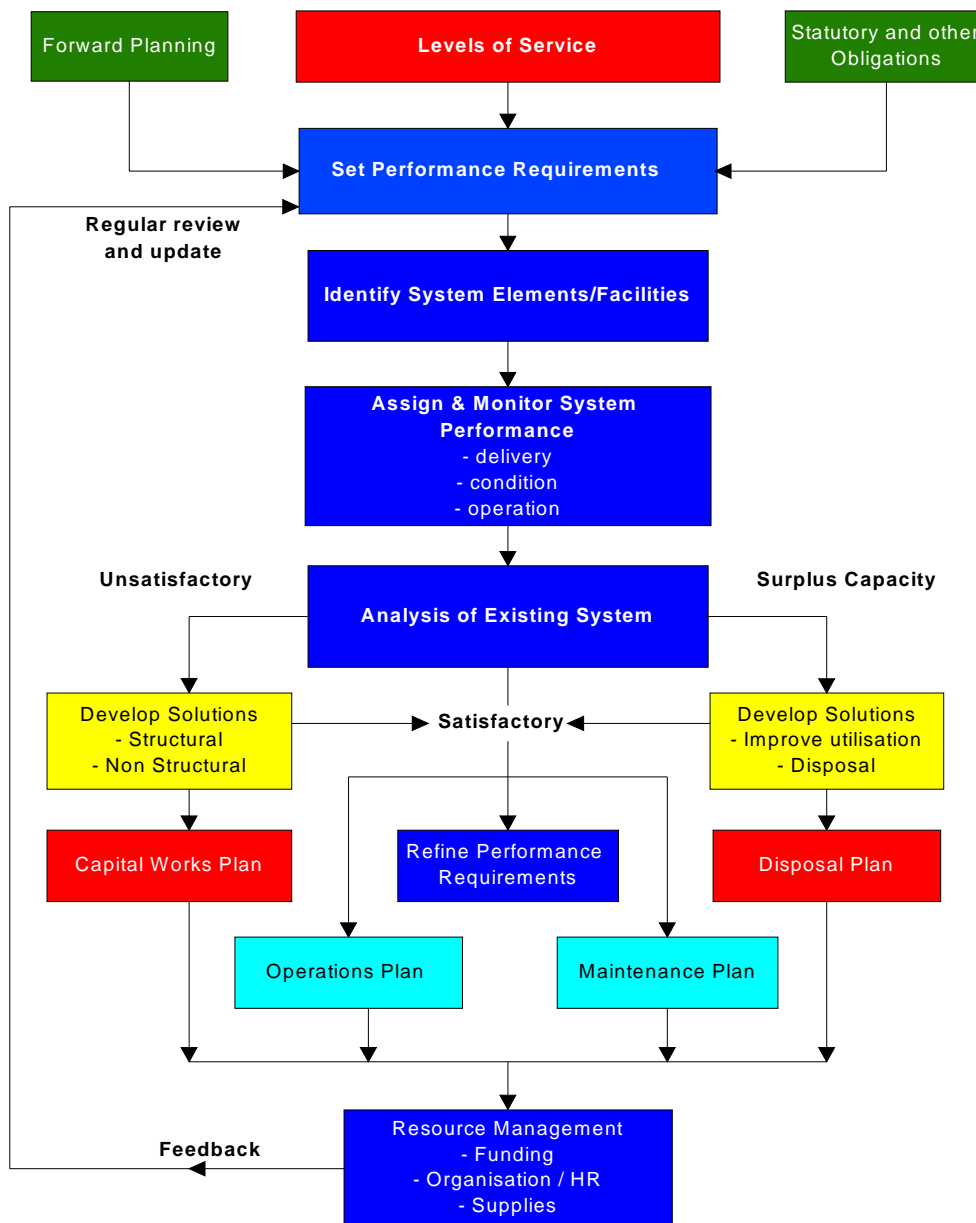 Forward Planning
Levels of Service
Statutory and other
Obligations
Set Performance Requirements
Regular review
and update
Identify System Elements/Facilities
Assign & Monitor System
Performance
- delivery
- condition
- operation
Unsatisfactory
Surplus Capacity
Analysis of Existing System
Develop Solutions
- Structural
- Non Structural
Satisfactory
Develop Solutions
- Improve utilisation
- Disposal
Capital Works Plan
Refine Performance
Requirements
Disposal Plan
Operations Plan
Maintenance Plan
Resource Management
- Funding
- Organisation / HR
- Supplies
Feedback